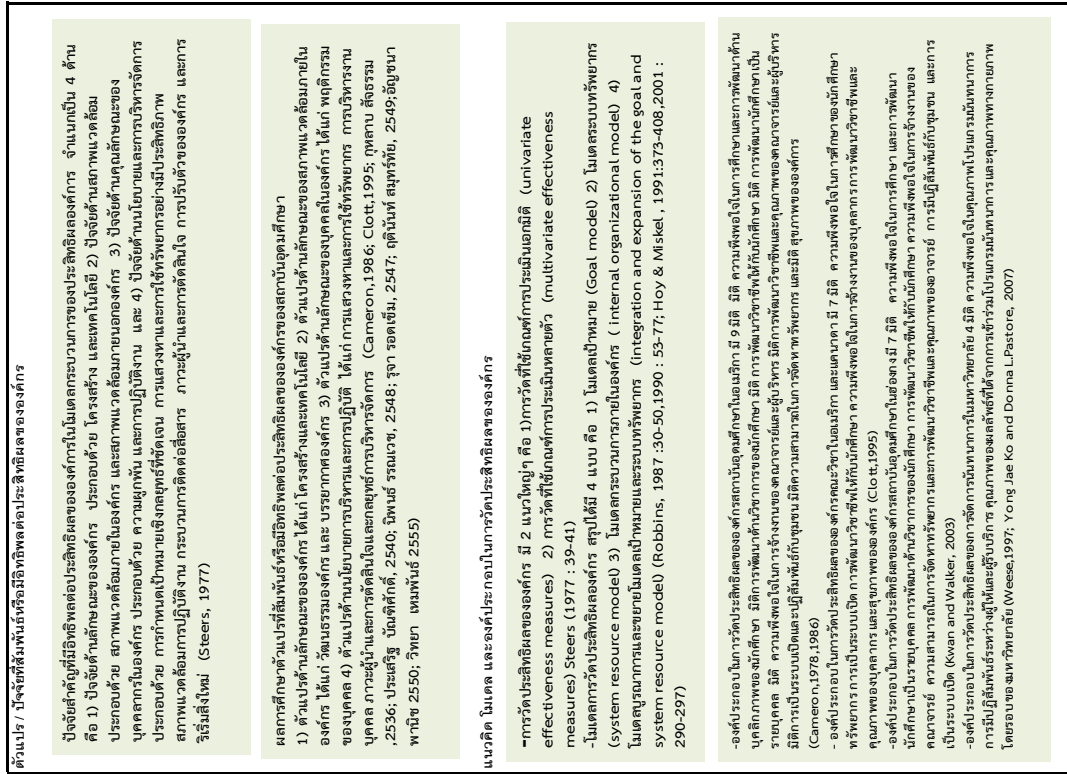 ตัวแปร / ปัจจัยที่สัมพันธ์หรือมีอิทธิพลต่อประสิทธิผลขององค์กร
ปัจจัยสำคัญที่มีอิทธิพลต่อประสิทธิผลขององค์การในโมเดลกระบวนการของประสิทธิผลองค์การ จำแนกเป็น 4 ด้าน
คือ 1) ปัจจัยด้านลักษณะขององค์กร ประกอบด้วย โครงสร้าง และเทคโนโลยี 2) ปัจจัยด้านสภาพแวดล้อม
ประกอบด้วย สภาพแวดล้อมภายในองค์กร และสภาพแวดล้อมภายนอกองค์กร 3) ปัจจัยด้านคุณลักษณะของ
บุคคลากรในองค์กร ประกอบด้วย ความผูกพัน และการปฏิบัติงาน และ 4) ปัจจัยด้านนโยบายและการบริหารจัดการ
ประกอบด้วย การกำหนดเป้าหมายเชิงกลยุทธ์ที่ชัดเจน การแสวงหาและการใช้ทรัพยากรอย่างมีประสิทธิภาพ
สภาพแวดล้อมการปฏิบัติงาน กระบวนการติดต่อสื่อสาร ภาวะผู้นำและการตัดสินใจ การปรับตัวขององค์กร และการ
ริเริ่มสิ่งใหม่ (Steers, 1977)
ผลการศึกษาตัวแปรที่สัมพันธ์หรือมีอิทธิพลต่อประสิทธิผลขององค์กรของสถาบันอุดมศึกษา
1) ตัวแปรด้านลักษณะขององค์กร ได้แก่ โครงสร้างและเทคโนโลยี 2) ตัวแปรด้านลักษณะของสภาพแวดล้อมภายใน
องค์กร ได้แก่ วัฒนธรรมองค์กร และ บรรยากาศองค์กร 3) ตัวแปรด้านลักษณะของบุคคลในองค์กร ได้แก่ พฤติกรรม
ของบุคคล 4) ตัวแปรด้านนโยบายการบริหารและการปฏิบัติ ได้แก่ การแสวงหาและการใช้ทรัพยากร การบริหารงาน
บุคคล ภาวะผู้นำและการตัดสินใจและกลยุทธ์การบริหารจัดการ (Cameron,1986; Clott,1995; กุหลาบ สัจธรรม
,2536; ประเสริฐ บัณฑิศักดิ์, 2540; นิพนธ์ วรรณเวช, 2548; รุจา รอดเข็ม, 2547; ฤตินันท์ สมุทร์ทัย, 2549;อัญชนา
พานิช 2550; วิทยา เหมพันธ์ 2555)
แนวคิด โมเดล และองค์ประกอบในการวัดประสิทธิผลขององค์กร
-การวัดประสิทธิผลขององค์กร มี 2 แนวใหญ่ๆ คือ 1)การวัดที่ใช้เกณฑ์การประเมินเอกมิติ (univariate
effectiveness measures) 2) การวัดที่ใช้เกณฑ์การประเมินหลายตัว (multivariate effectiveness
measures) Steers (1977 : 39-41)
-โมเดลการวัดประสิทธิผลองค์กร สรุปได้มี 4 แบบ คือ 1) โมเดลเป้าหมาย (Goal model) 2) โมเดลระบบทรัพยากร
(system resource model) 3) โมเดลกระบวนการภายในองค์กร ( internal organizational model) 4)
โมเดลบูรณาการและขยายโมเดลเป้าหมายและระบบทรัพยากร (integration and expansion of the goal and
system resource model) (Robbins, 1987 :30-50,1990 : 53-77; Hoy & Miskel , 1991:373-408,2001 :
290-297)
-องค์ประกอบในการวัดประสิทธิผลขององค์กรสถาบันอุดมศึกษาในอเมริกา มี 9 มิติ มิติ ความพึงพอใจในการศึกษาและการพัฒนาด้าน
บุคลิกภาพของนักศึกษา มิติการพัฒนาด้านวิชาการของนักศึกษา มิติ การพัฒนาวิชาชีพให้กับนักศึกษา มิติ การพัฒนานักศึกษาเป็น
รายบุคคล มิติ ความพึงพอใจในการจ้างงานของคณาจารย์และผู้บริหาร มิติการพัฒนาวิชาชีพและคุณภาพของคณาจารย์และผู้บริหาร
มิติการเป็นระบบเปิดและปฏิสัมพันธ์กับชุมชน มิติความสามารถในการจัดหาทรัพยากร และมิติ สุขภาพขององค์การ
(Camero,1978,1986)
- องค์ประกอบในการวัดประสิทธิผลขององค์กรคณะวิชาในอเมริกา และแคนาดา มี 7 มิติ ความพึงพอใจในการศึกษาของนักศึกษา
ทรัพยากร การเป็นระบบเปิด การพัฒนาวิชาชีพให้กับนักศึกษา ความพึงพอใจในการจ้างงานของบุคลากร การพัฒนาวิชาชีพและ
คุณภาพของบุคลากร และสุขภาพขององค์กร (Clott,1995)
-องค์ประกอบในการวัดประสิทธิผลขององค์กรสถาบันอุดมศึกษาในฮ่องกง มี 7 มิติ ความพึงพอใจในการศึกษา และการพัฒนา
นักศึกษาเป็นรายบุคคล การพัฒนาด้านวิชาการของนักศึกษา การพัฒนาวิชาชีพให้กับนักศึกษา ความพึงพอใจในการจ้างงานของ
คณาจารย์ ความสามารถในการจัดหาทรัพยากรและการพัฒนาวิชาชีพและคุณภาพของอาจารย์ การมีปฏิสัมพันธ์กับชุมชน และการ
เป็นระบบเปิด (Kwan and Walker, 2003)
-องค์ประกอบในการวัดประสิทธิผลของการจัดการนันทนาการในมหาวิทยาลัย 4 มิติ ความพึงพอใจในคุณภาพโปรแกรมนันทนาการ
การมีปฏิสัมพันธ์ระหว่างผู้ให้และผู้รับบริการ คุณภาพของผลลัพธ์ที่ได้จากการเข้าร่วมโปรแกรมนันทนาการและคุณภาพทางกายภาพ
โดยรอบของมหาวิทยาลัย (Weese,1997; Yong Jae Ko and Donna L.Pastore, 2007)